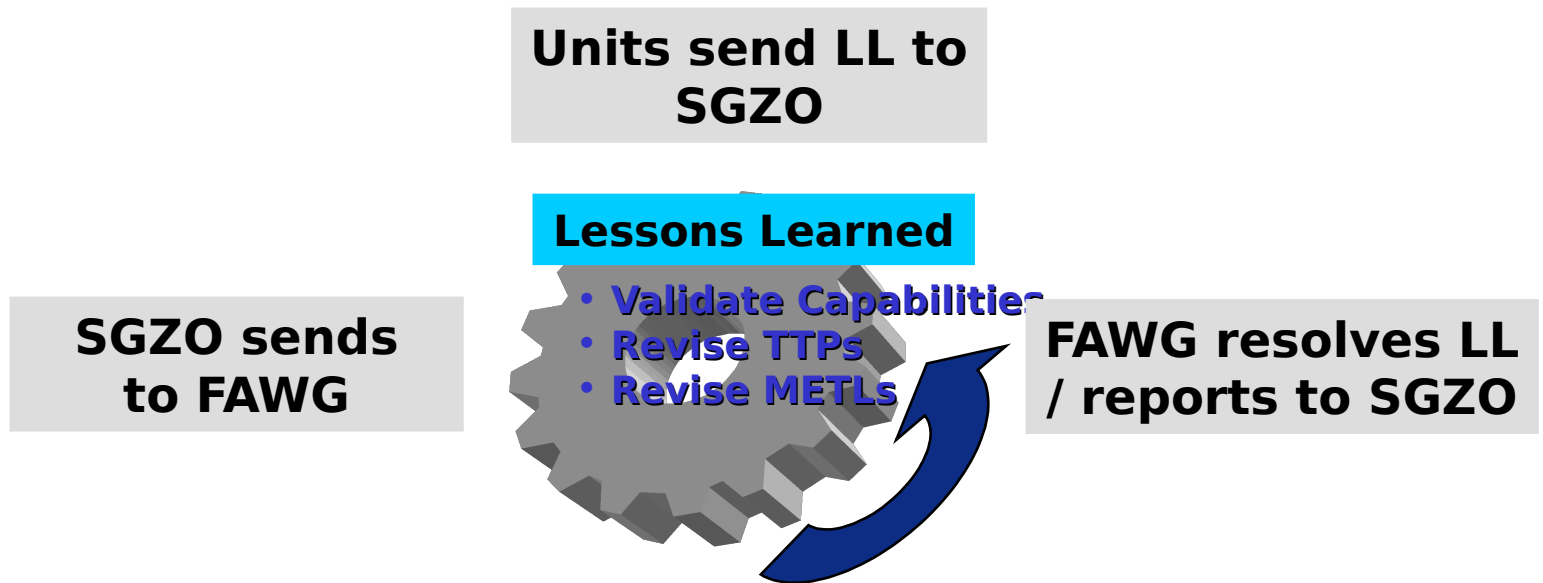 Units send LL to
SGZO
Lessons Learned
• Validate Capabilities
• Revise TTPs
• Revise METLs
SGZO sends
to FAWG
FAWG resolves LL
/ reports to SGZO